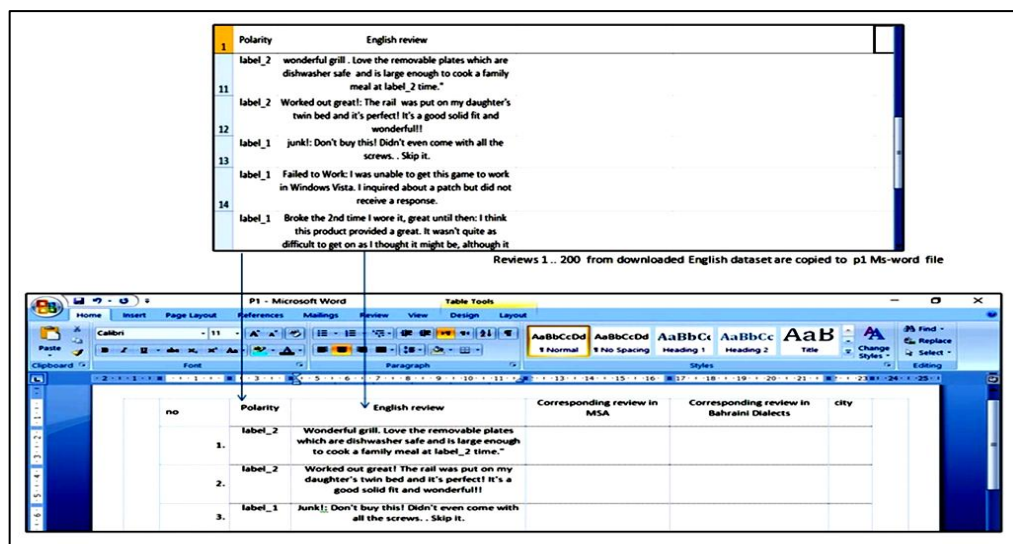 1 Polarity English review
label_2 wonderful grill . Love the removable plates which are
dishwasher safe and is large enough to cook a family
11 meal at label_2 time."
label_2 Worked out great!: The rail was put on my daughter's
twin bed and it's perfect! It's a good solid fit and
12 wonderful!!
label_1 junk!: Don't buy this! Didn't even come with all the
13 screws. . Skip it.
label_1 Failed to Work: I was unable to get this game to work
in Windows Vista. I inquired about a patch but did not
14 receive a response.
label_1 Broke the 2nd time I wore it, great until then: I think
this product provided a great. It wasn't quite as
difficult to get on as I thought it might be, although it
Reviews 1 .. 200 from downloaded English dataset are copied to p1 Ms-word file
P1 - Microsoft Word Table Tools
Home Insert Page Layout References Mailings Review View Design Layout
Paste Calibri 11 AaBbCcDd AaBbCcDd AaBbCc AaBbCc AaB Change Styles Find Replace Select
¶ Normal ¶ No Spacing Heading 1 Heading 2 Title
Clipboard Font Paragraph Styles Editing
no Polarity English review Corresponding review in MSA Corresponding review in Bahraini Dialects city
label_2 Wonderful grill. Love the removable plates
1. which are dishwasher safe and is large enough
to cook a family meal at label_2 time."
label_2 Worked out great! The rail was put on my
2. daughter's twin bed and it's perfect! It's a
good solid fit and wonderful!!
label_1 Junk!: Don't buy this! Didn't even come with
3. all the screws. . Skip it.